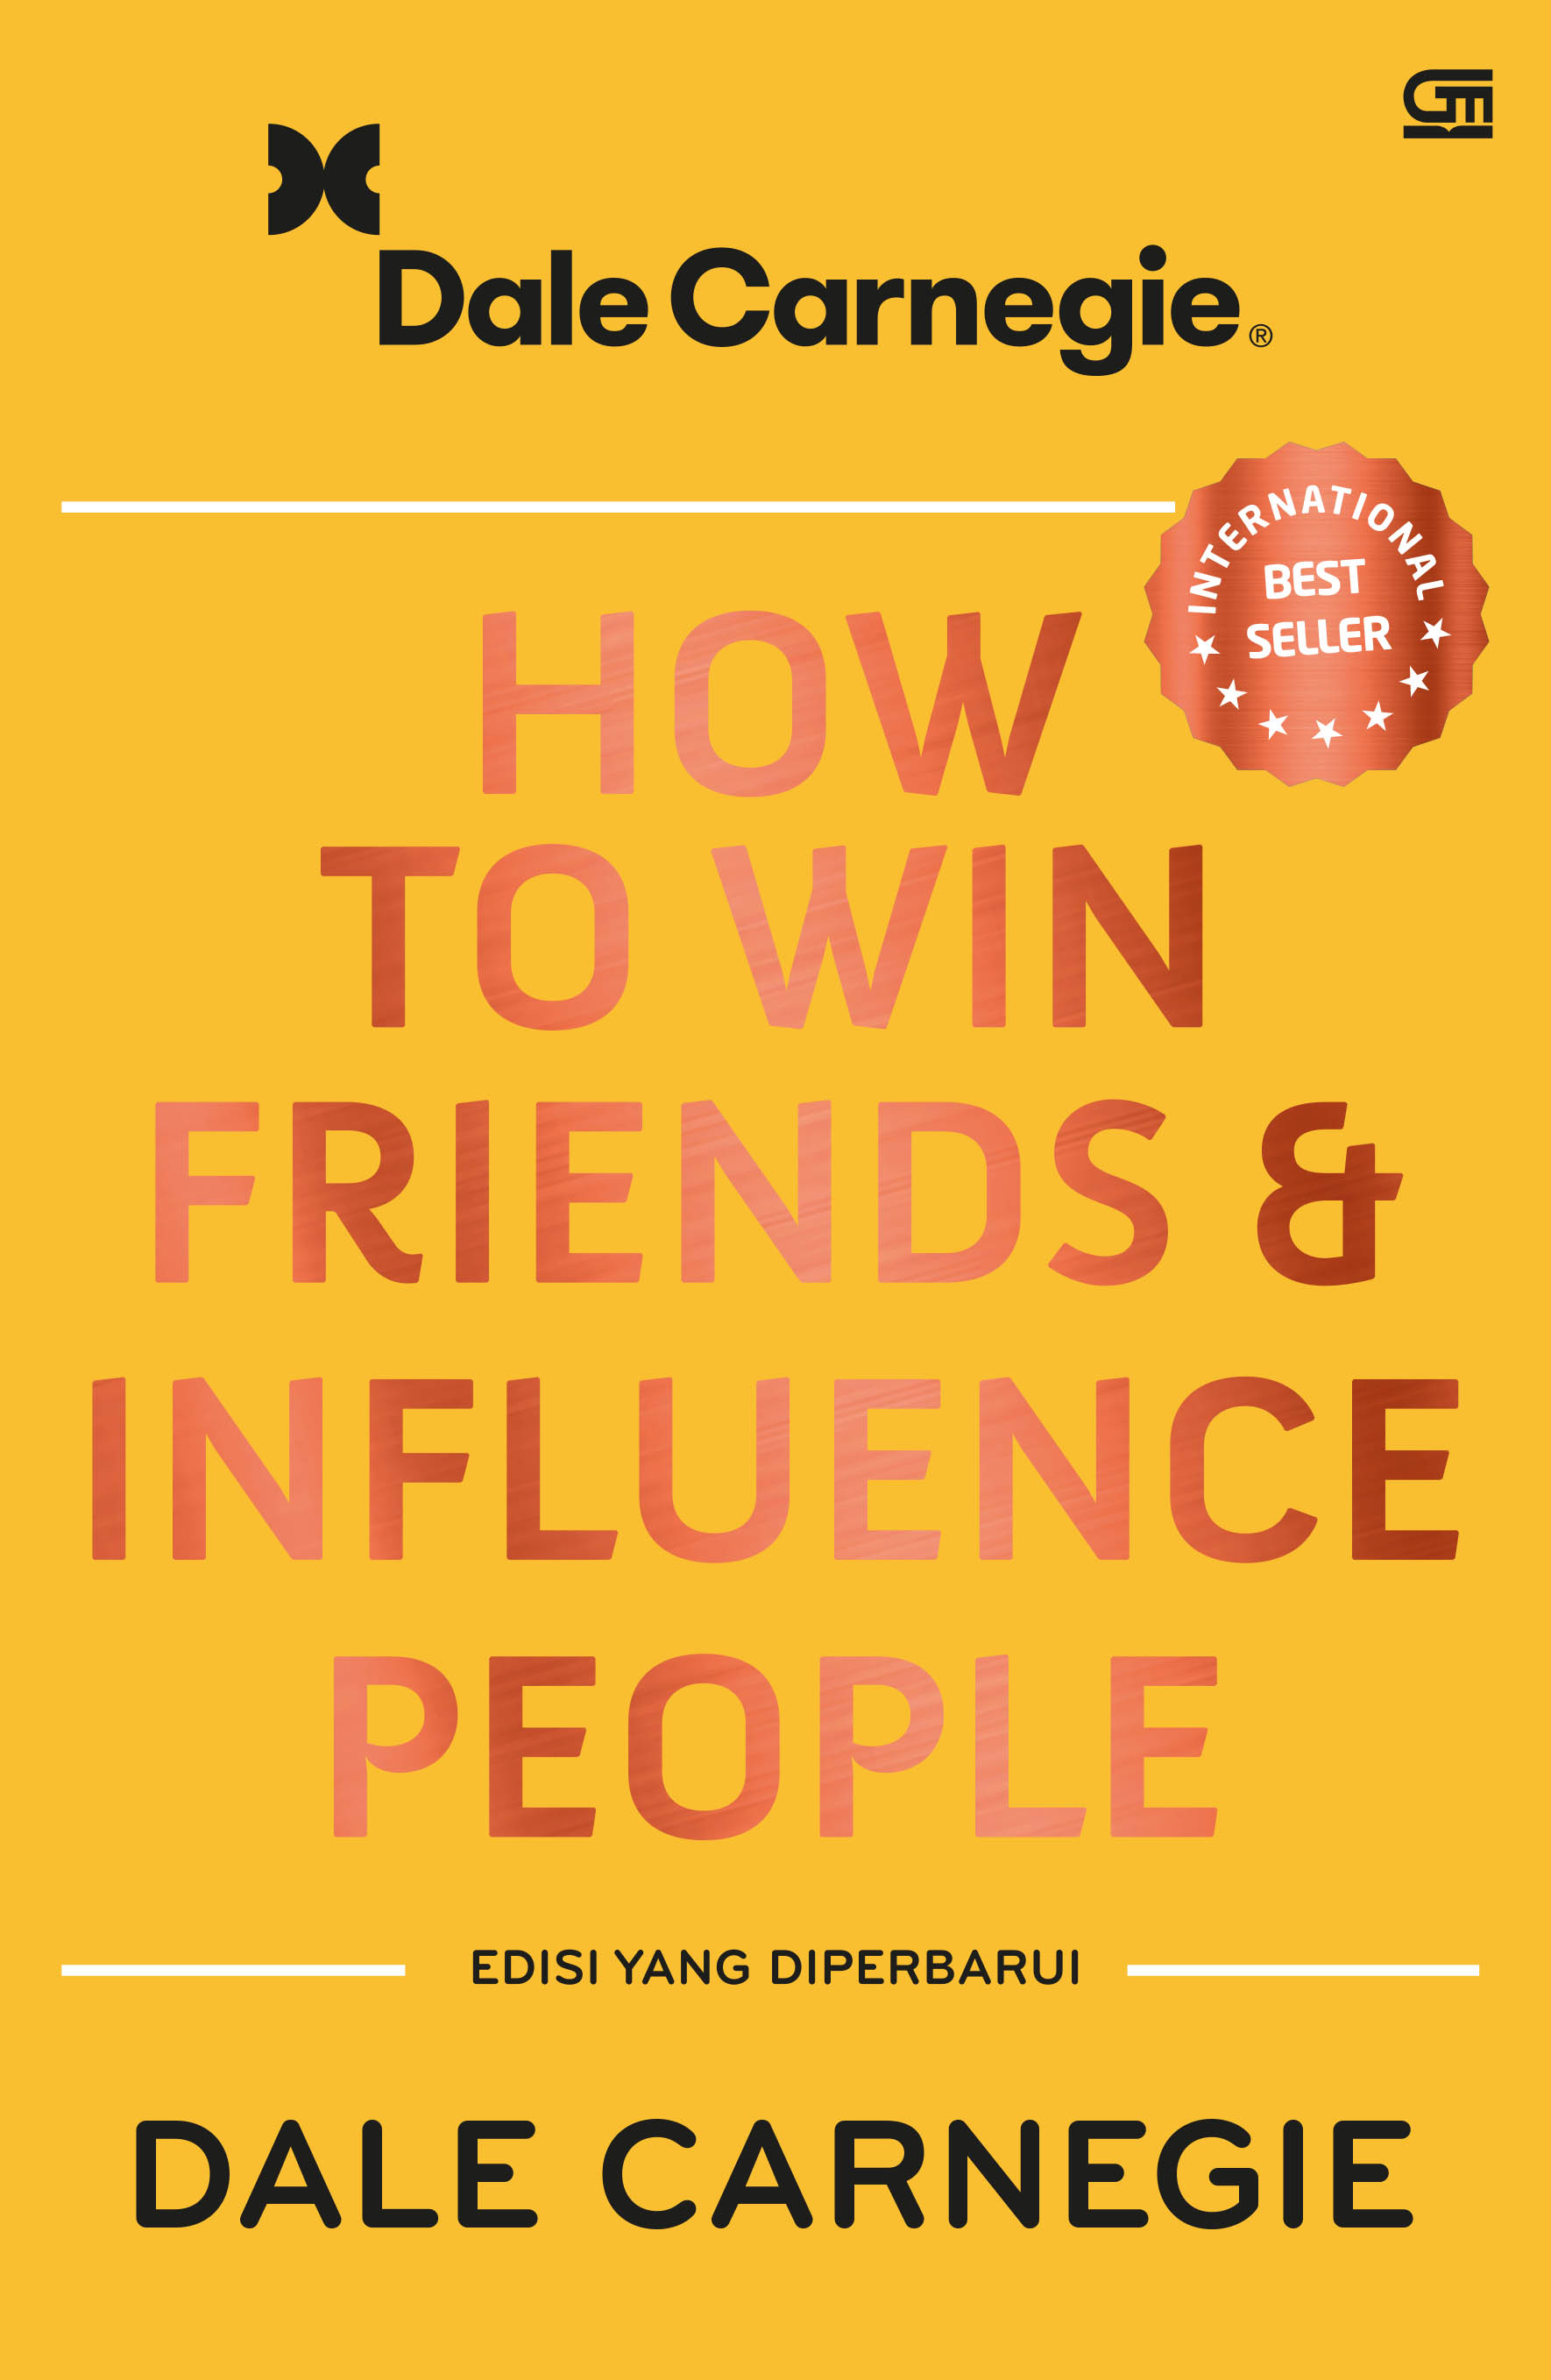 Dale Carnegie®
INTERNATIONAL
BEST
SELLER
HOW
TO WIN
FRIENDS &
INFLUENCE
PEOPLE
EDISI YANG DIPERBARUI
DALE CARNEGIE